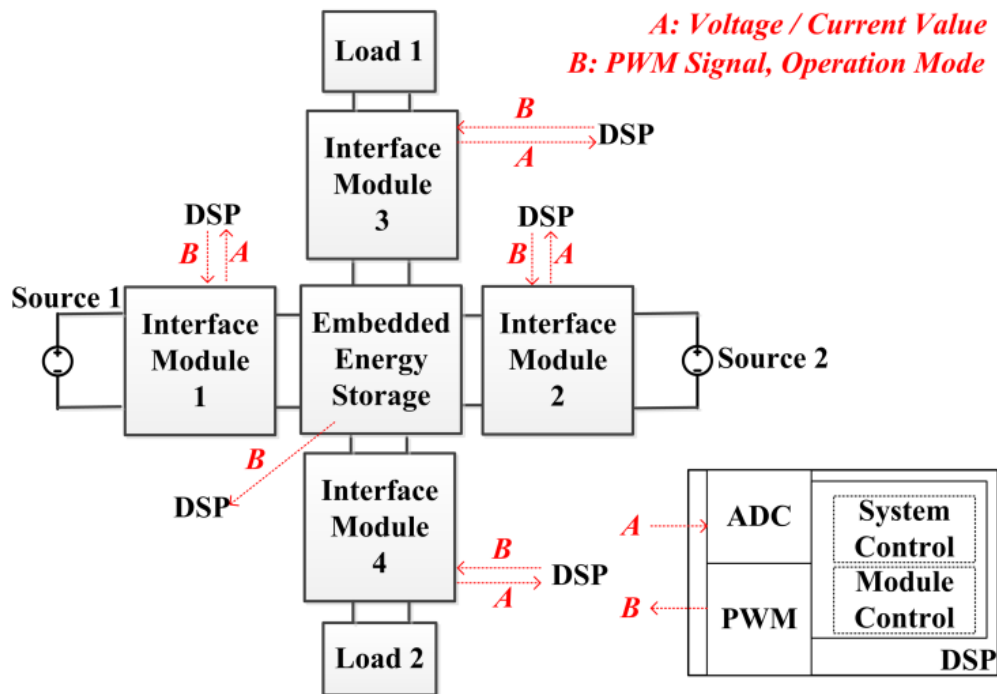 A: Voltage / Current Value
B: PWM Signal, Operation Mode
Load 1
Interface
Module
3
B
A
DSP
DSP
B
A
DSP
B
A
Source 1
Interface
Module
1
Embedded
Energy
Storage
Interface
Module
2
Source 2
B
DSP
Interface
Module
4
B
A
DSP
Load 2
A
B
ADC
PWM
System
Control
Module
Control
DSP